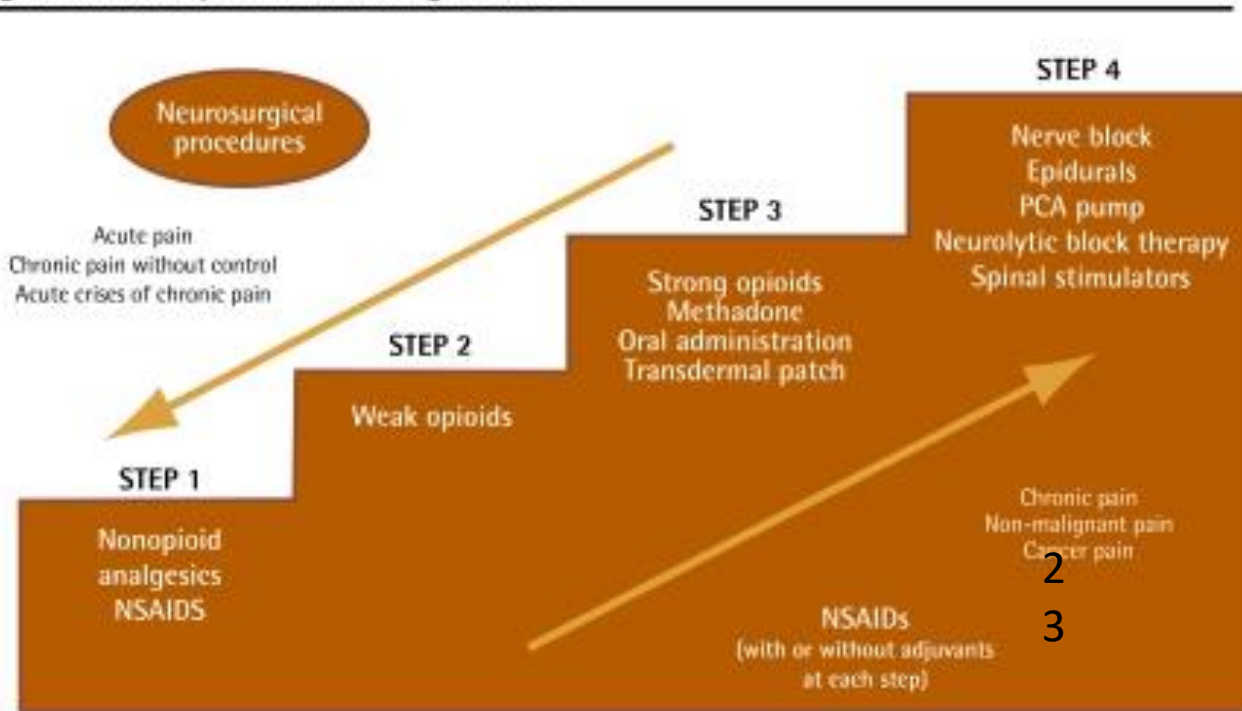 Neurosurgical
procedures
Acute pain
Chronic pain without control
Acute crises of chronic pain
STEP 1
Nonopioid
analgesics
NSAIDS
STEP 2
Weak opioids
STEP 3
Strong opioids
Methadone
Oral administration
Transdermal patch
STEP 4
Nerve block
Epidurals
PCA pump
Neurolytic block therapy
Spinal stimulators
Chronic pain
Non-malignant pain
Cancer pain
2
3
NSAIDs
(with or without adjuvants
at each step)